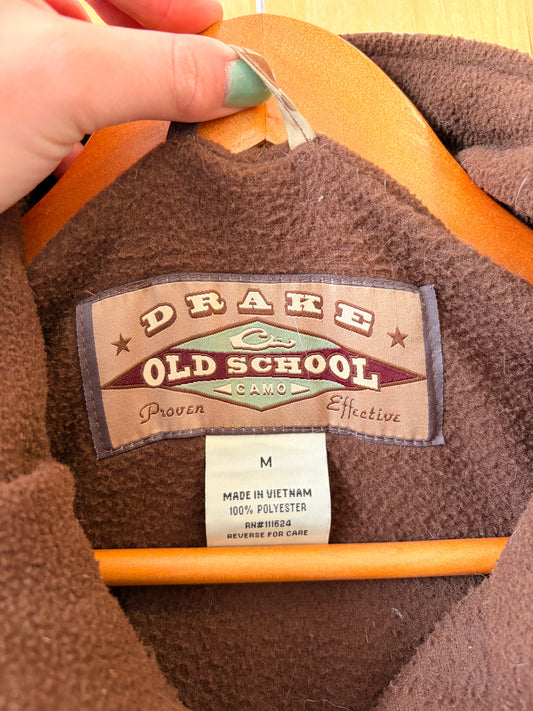 DRAKE
OLD SCHOOL
CAMO
Proven Effective
M
MADE IN VIETNAM
100% POLYESTER
RN#111624
REVERSE FOR CARE